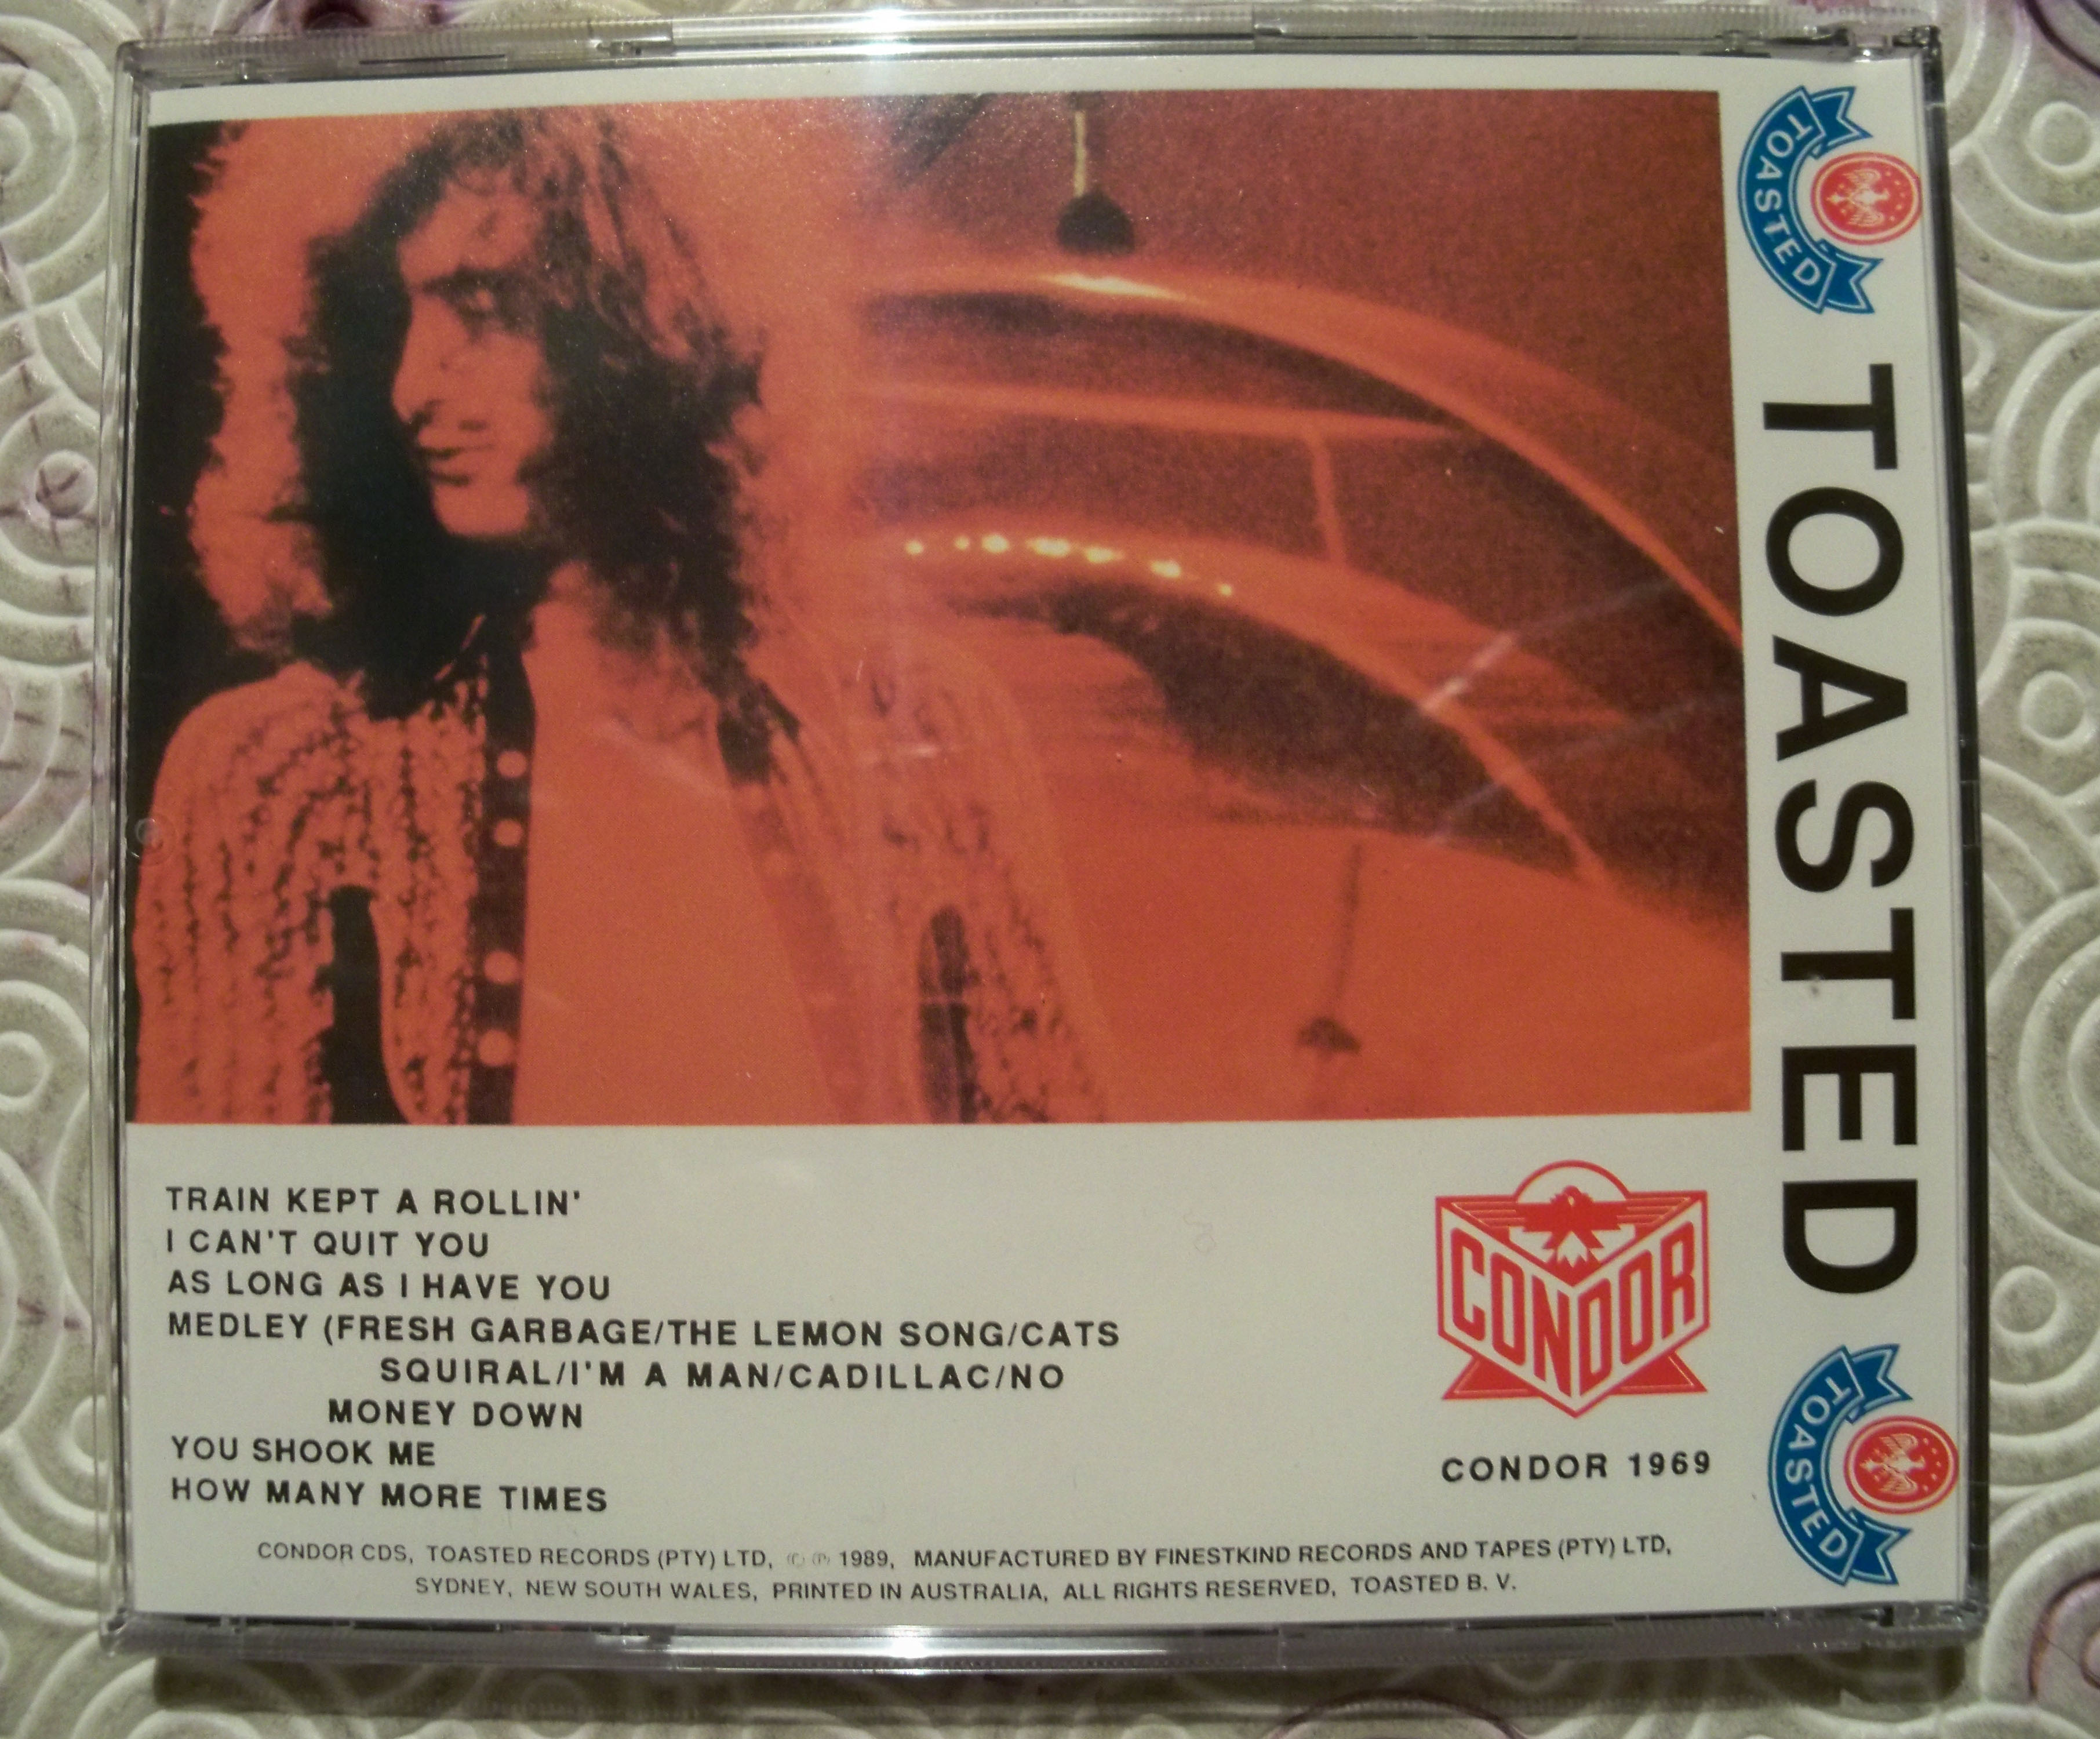 TOASTED
TOASTED
TOASTED
TRAIN KEPT A ROLLIN'
I CAN'T QUIT YOU
AS LONG AS I HAVE YOU
MEDLEY (FRESH GARBAGE/THE LEMON SONG/CATS
SQUIRAL/I'M A MAN/CADILLAC/NO
MONEY DOWN
YOU SHOOK ME
HOW MANY MORE TIMES
CONDOR
CONDOR 1969
CONDOR CDS, TOASTED RECORDS (PTY) LTD, © ℗ 1989, MANUFACTURED BY FINESTKIND RECORDS AND TAPES (PTY) LTD,
SYDNEY, NEW SOUTH WALES, PRINTED IN AUSTRALIA, ALL RIGHTS RESERVED, TOASTED B. V.